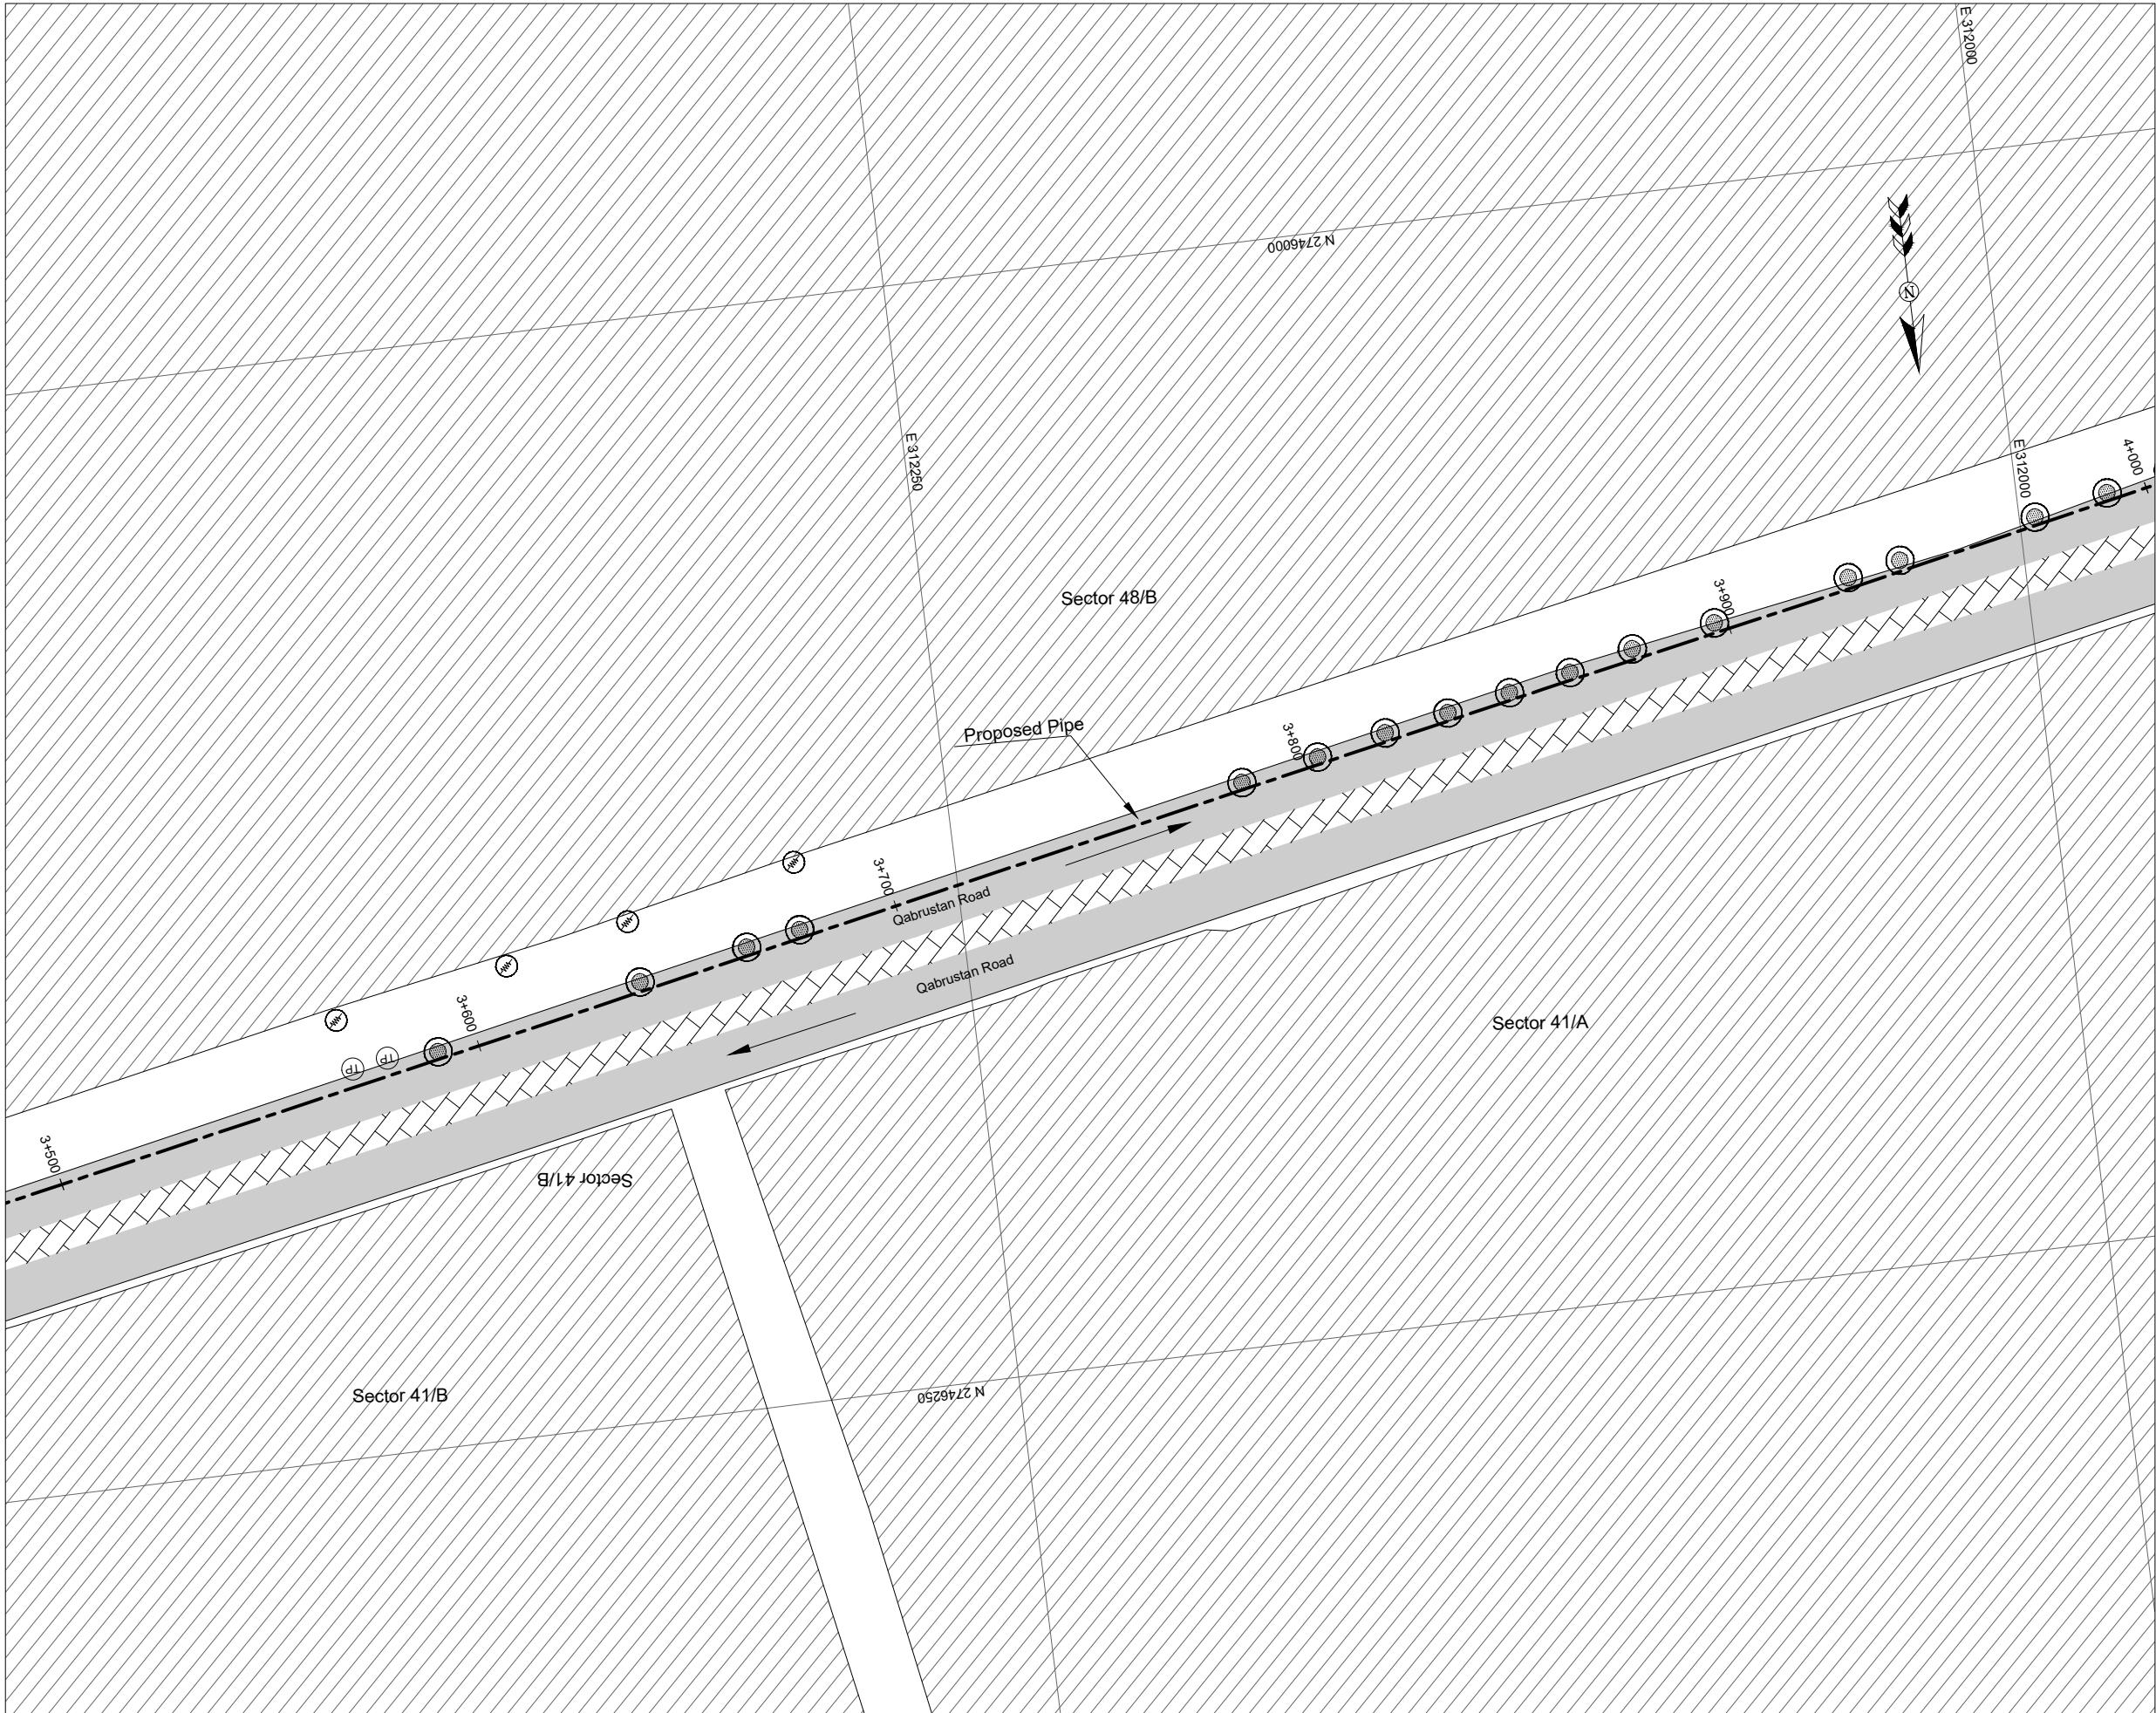 E 312000
N 2746000
N
E 312250
E 312000
4+000
Sector 48/B
3+900
Proposed Pipe
3+800
3+700
Qabrustan Road
Qabrustan Road
3+600
Sector 41/A
TP
TP
3+500
Sector 41/B
Sector 41/B
N 2746250